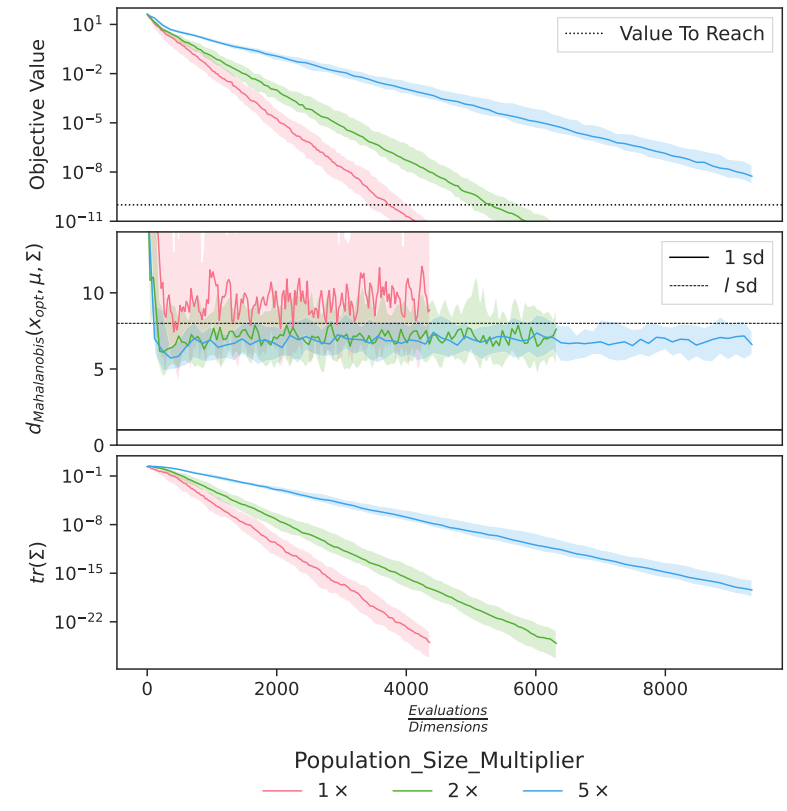 Objective Value
10^1
10^−2
10^−5
10^−8
10^−11
Value To Reach
d_Mahalanobis(x_opt, μ, Σ)
10
5
0
1 sd
l sd
tr(Σ)
10^−1
10^−8
10^−15
10^−22
0 2000 4000 6000 8000
Evaluations
Dimensions
Population_Size_Multiplier
1 × 2 × 5 ×